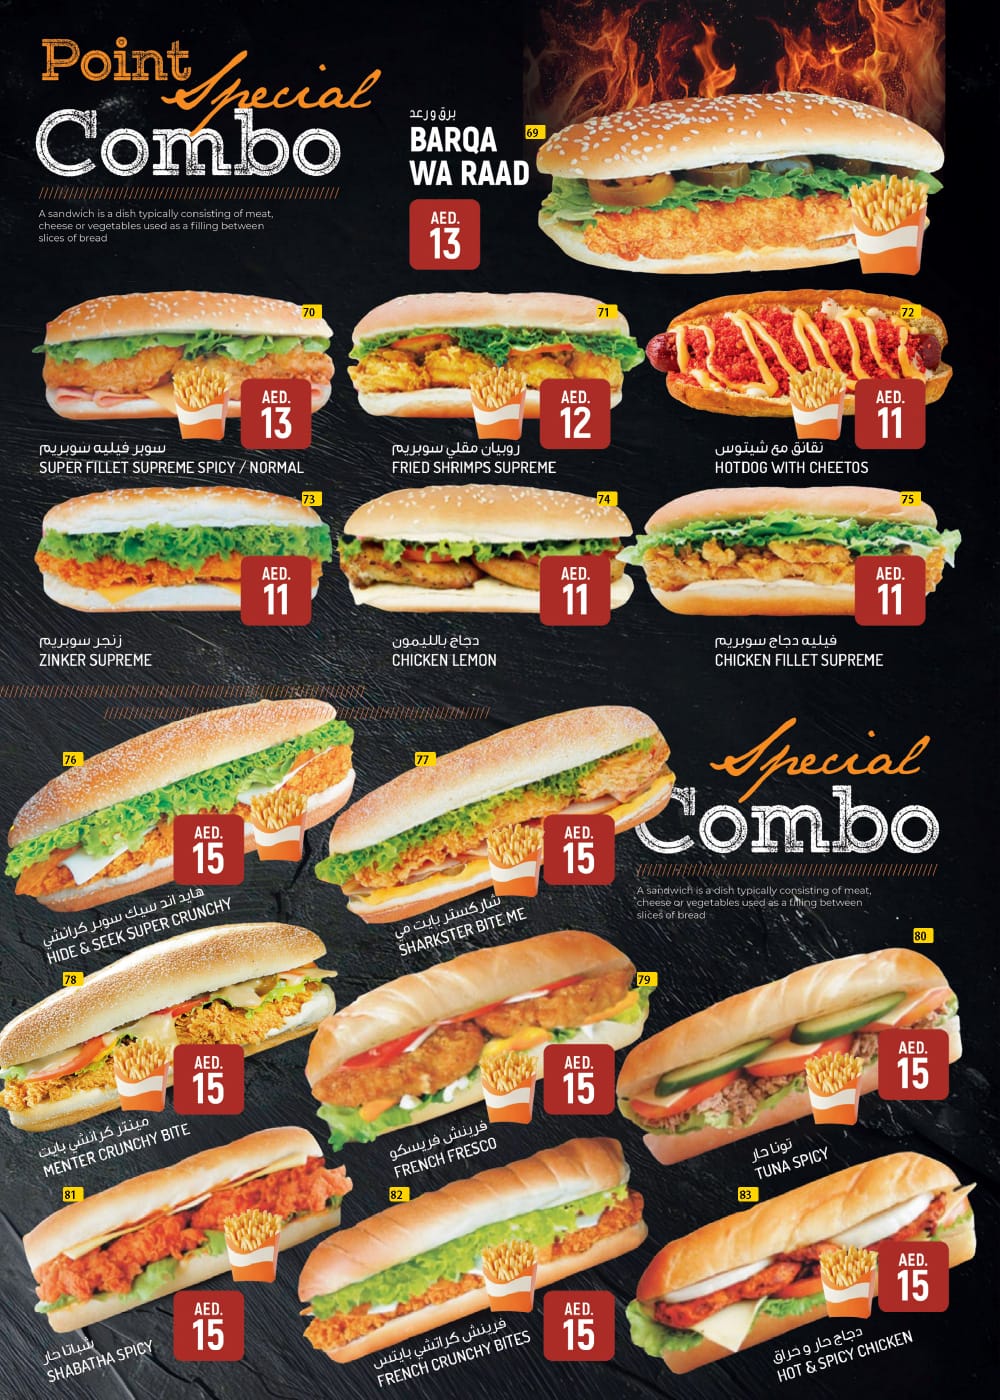 Point
Special
Combo
A sandwich is a dish typically consisting of meat,
cheese or vegetables used as a filling between
slices of bread
برق ورعد
BARQA
WA RAAD
69
AED.
13
70
AED.
13
سوبر فيليه سوبريم
SUPER FILLET SUPREME SPICY / NORMAL
71
AED.
12
روبيان مقلي سوبريم
FRIED SHRIMPS SUPREME
72
AED.
11
نقانق مع شيتوس
HOTDOG WITH CHEETOS
73
AED.
11
زنجر سوبريم
ZINKER SUPREME
74
AED.
11
دجاج بالليمون
CHICKEN LEMON
75
AED.
11
فيليه دجاج سوبريم
CHICKEN FILLET SUPREME
Special
Combo
A sandwich is a dish typically consisting of meat,
cheese or vegetables used as a filling between
slices of bread
76
AED.
15
هايد اند سيك سوبر كرانشي
HIDE & SEEK SUPER CRUNCHY
77
AED.
15
شاركستر بايت مي
SHARKSTER BITE ME
78
AED.
15
مينتر كرانشي بايت
MENTER CRUNCHY BITE
79
AED.
15
فرينش فريسكو
FRENCH FRESCO
80
AED.
15
تونا حار
TUNA SPICY
81
AED.
15
شباتا حار
SHABATHA SPICY
82
AED.
15
فرينش كراتشي بايتس
FRENCH CRUNCHY BITES
83
AED.
15
دجاج حار و حراق
HOT & SPICY CHICKEN